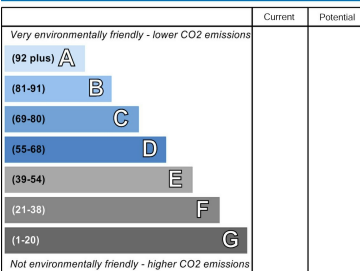 Current Potential
Very environmentally friendly - lower CO2 emissions
(92 plus) A
(81-91) B
(69-80) C
(55-68) D
(39-54) E
(21-38) F
(1-20) G
Not environmentally friendly - higher CO2 emissions